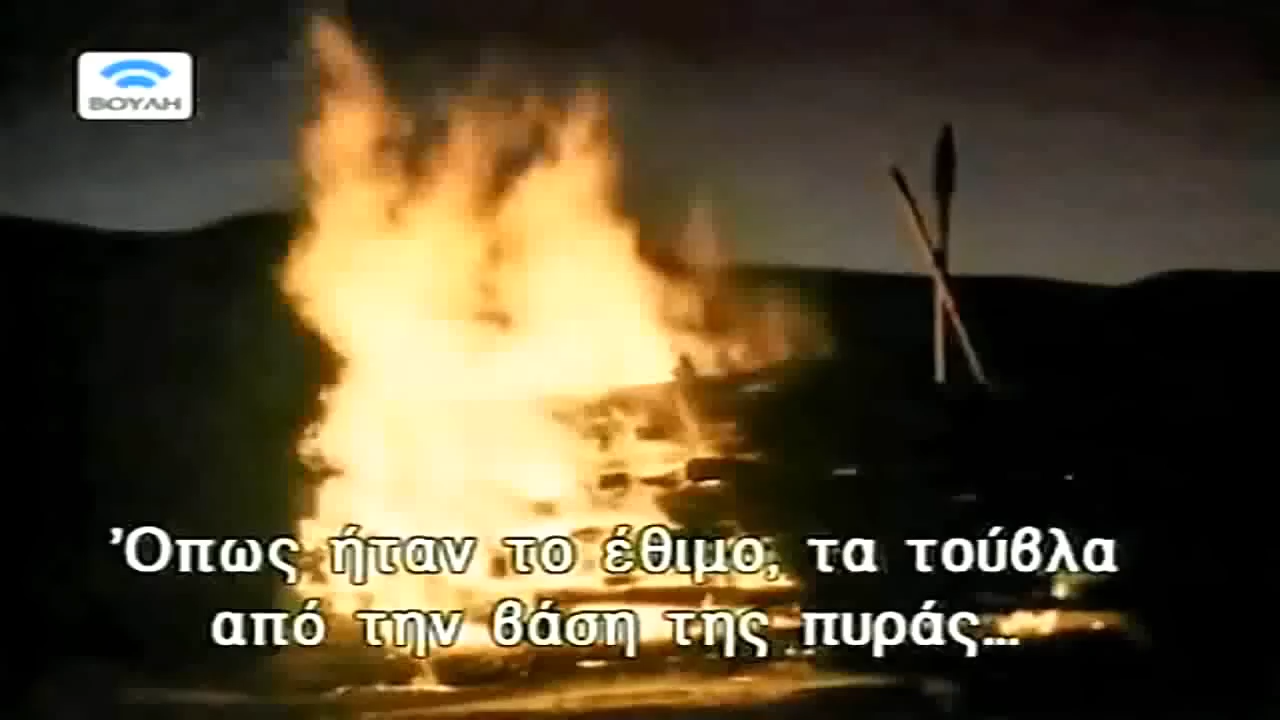 ΒΟΥΛΗ
Όπως ήταν το έθιμο, τα τούβλα
από την βάση της πυράς...